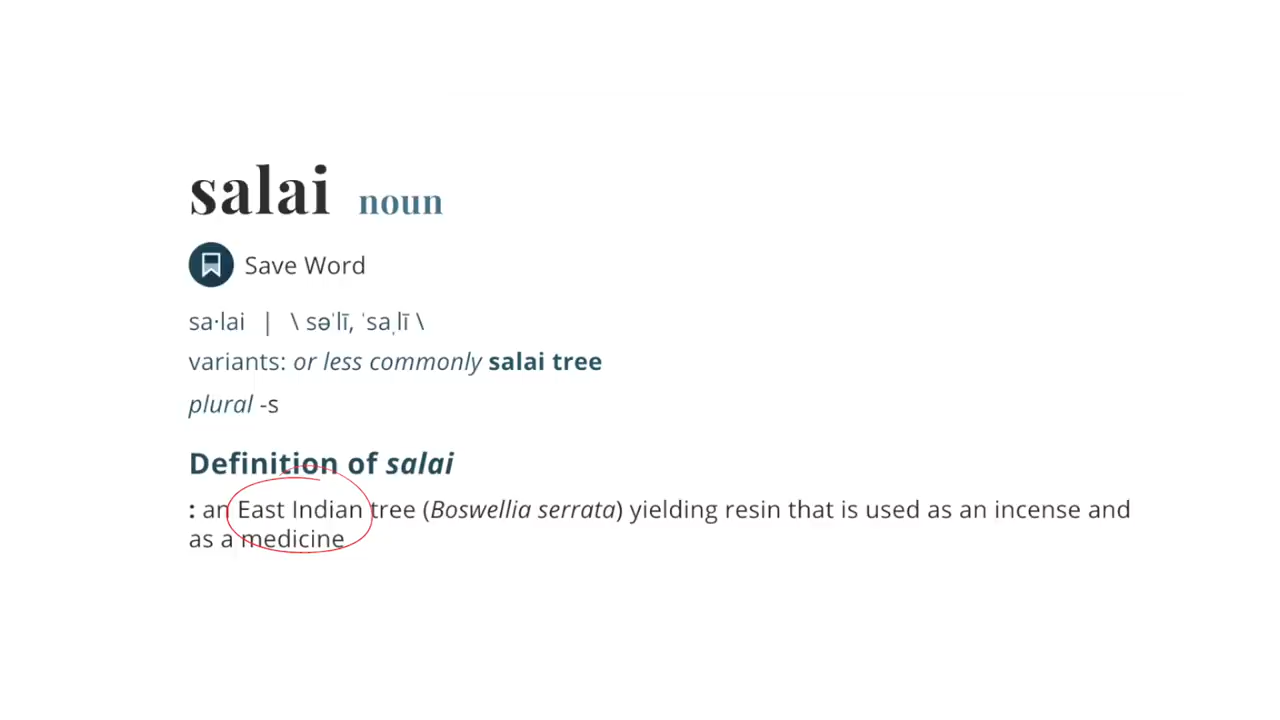 salai noun
Save Word
sa·lai | \ səˈlī, ˈsaˌlī \
variants: or less commonly salai tree
plural -s
Definition of salai
: an East Indian tree (Boswellia serrata) yielding resin that is used as an incense and
as a medicine